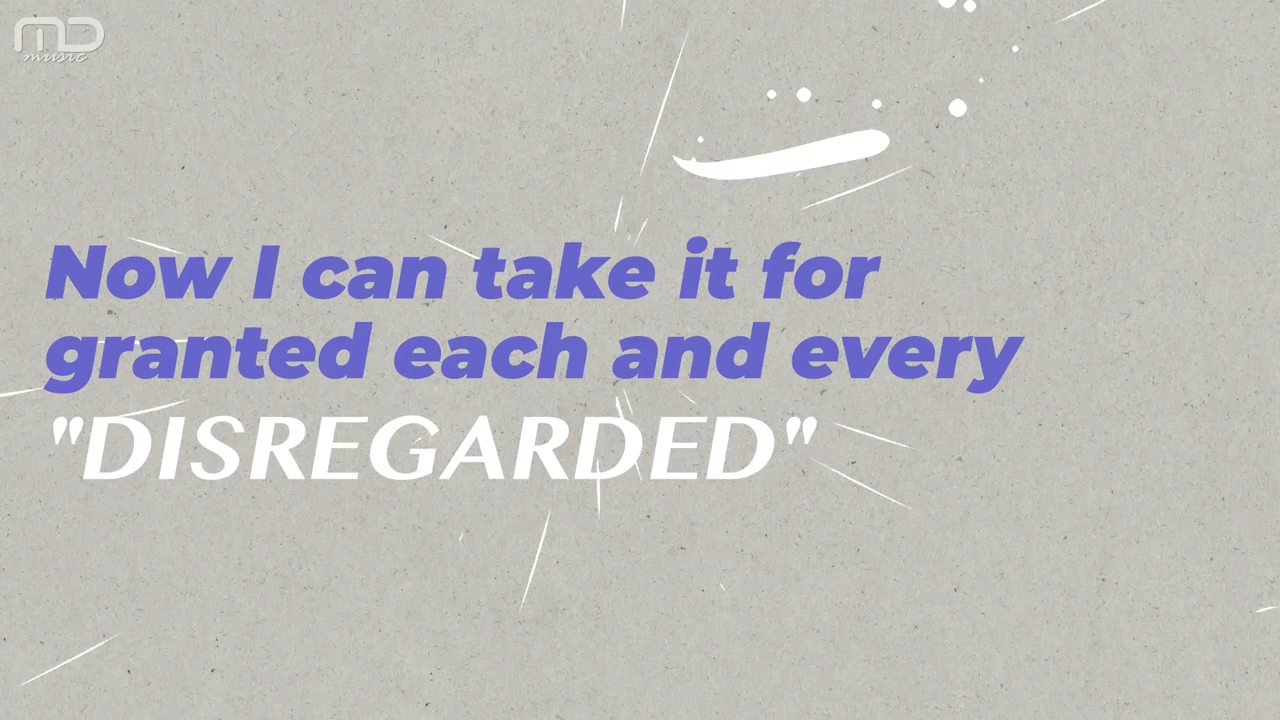 MD
music
Now I can take it for
granted each and every
"DISREGARDED"